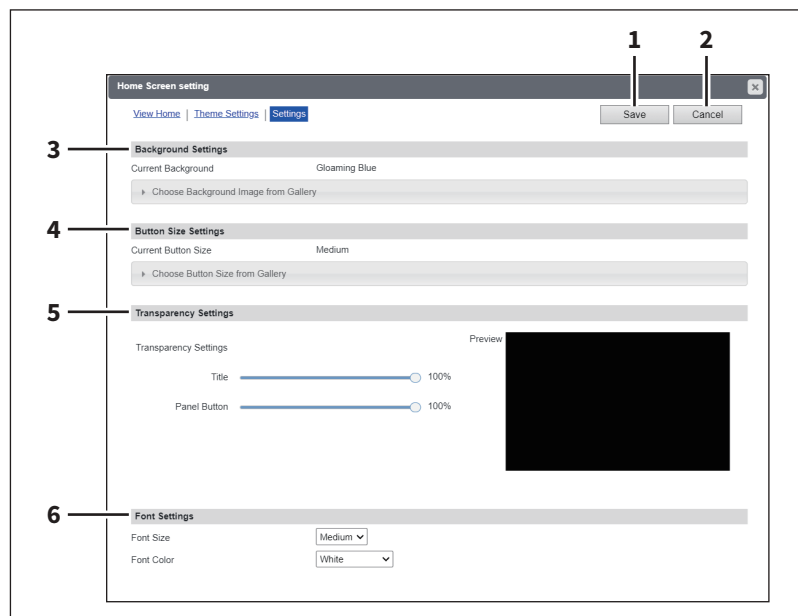 1 2
Home Screen setting
View Home | Theme Settings | Settings Save Cancel
3 Background Settings
Current Background Gloaming Blue
Choose Background Image from Gallery
4 Button Size Settings
Current Button Size Medium
Choose Button Size from Gallery
5 Transparency Settings
Transparency Settings Preview
Title 100%
Panel Button 100%
6 Font Settings
Font Size Medium
Font Color White